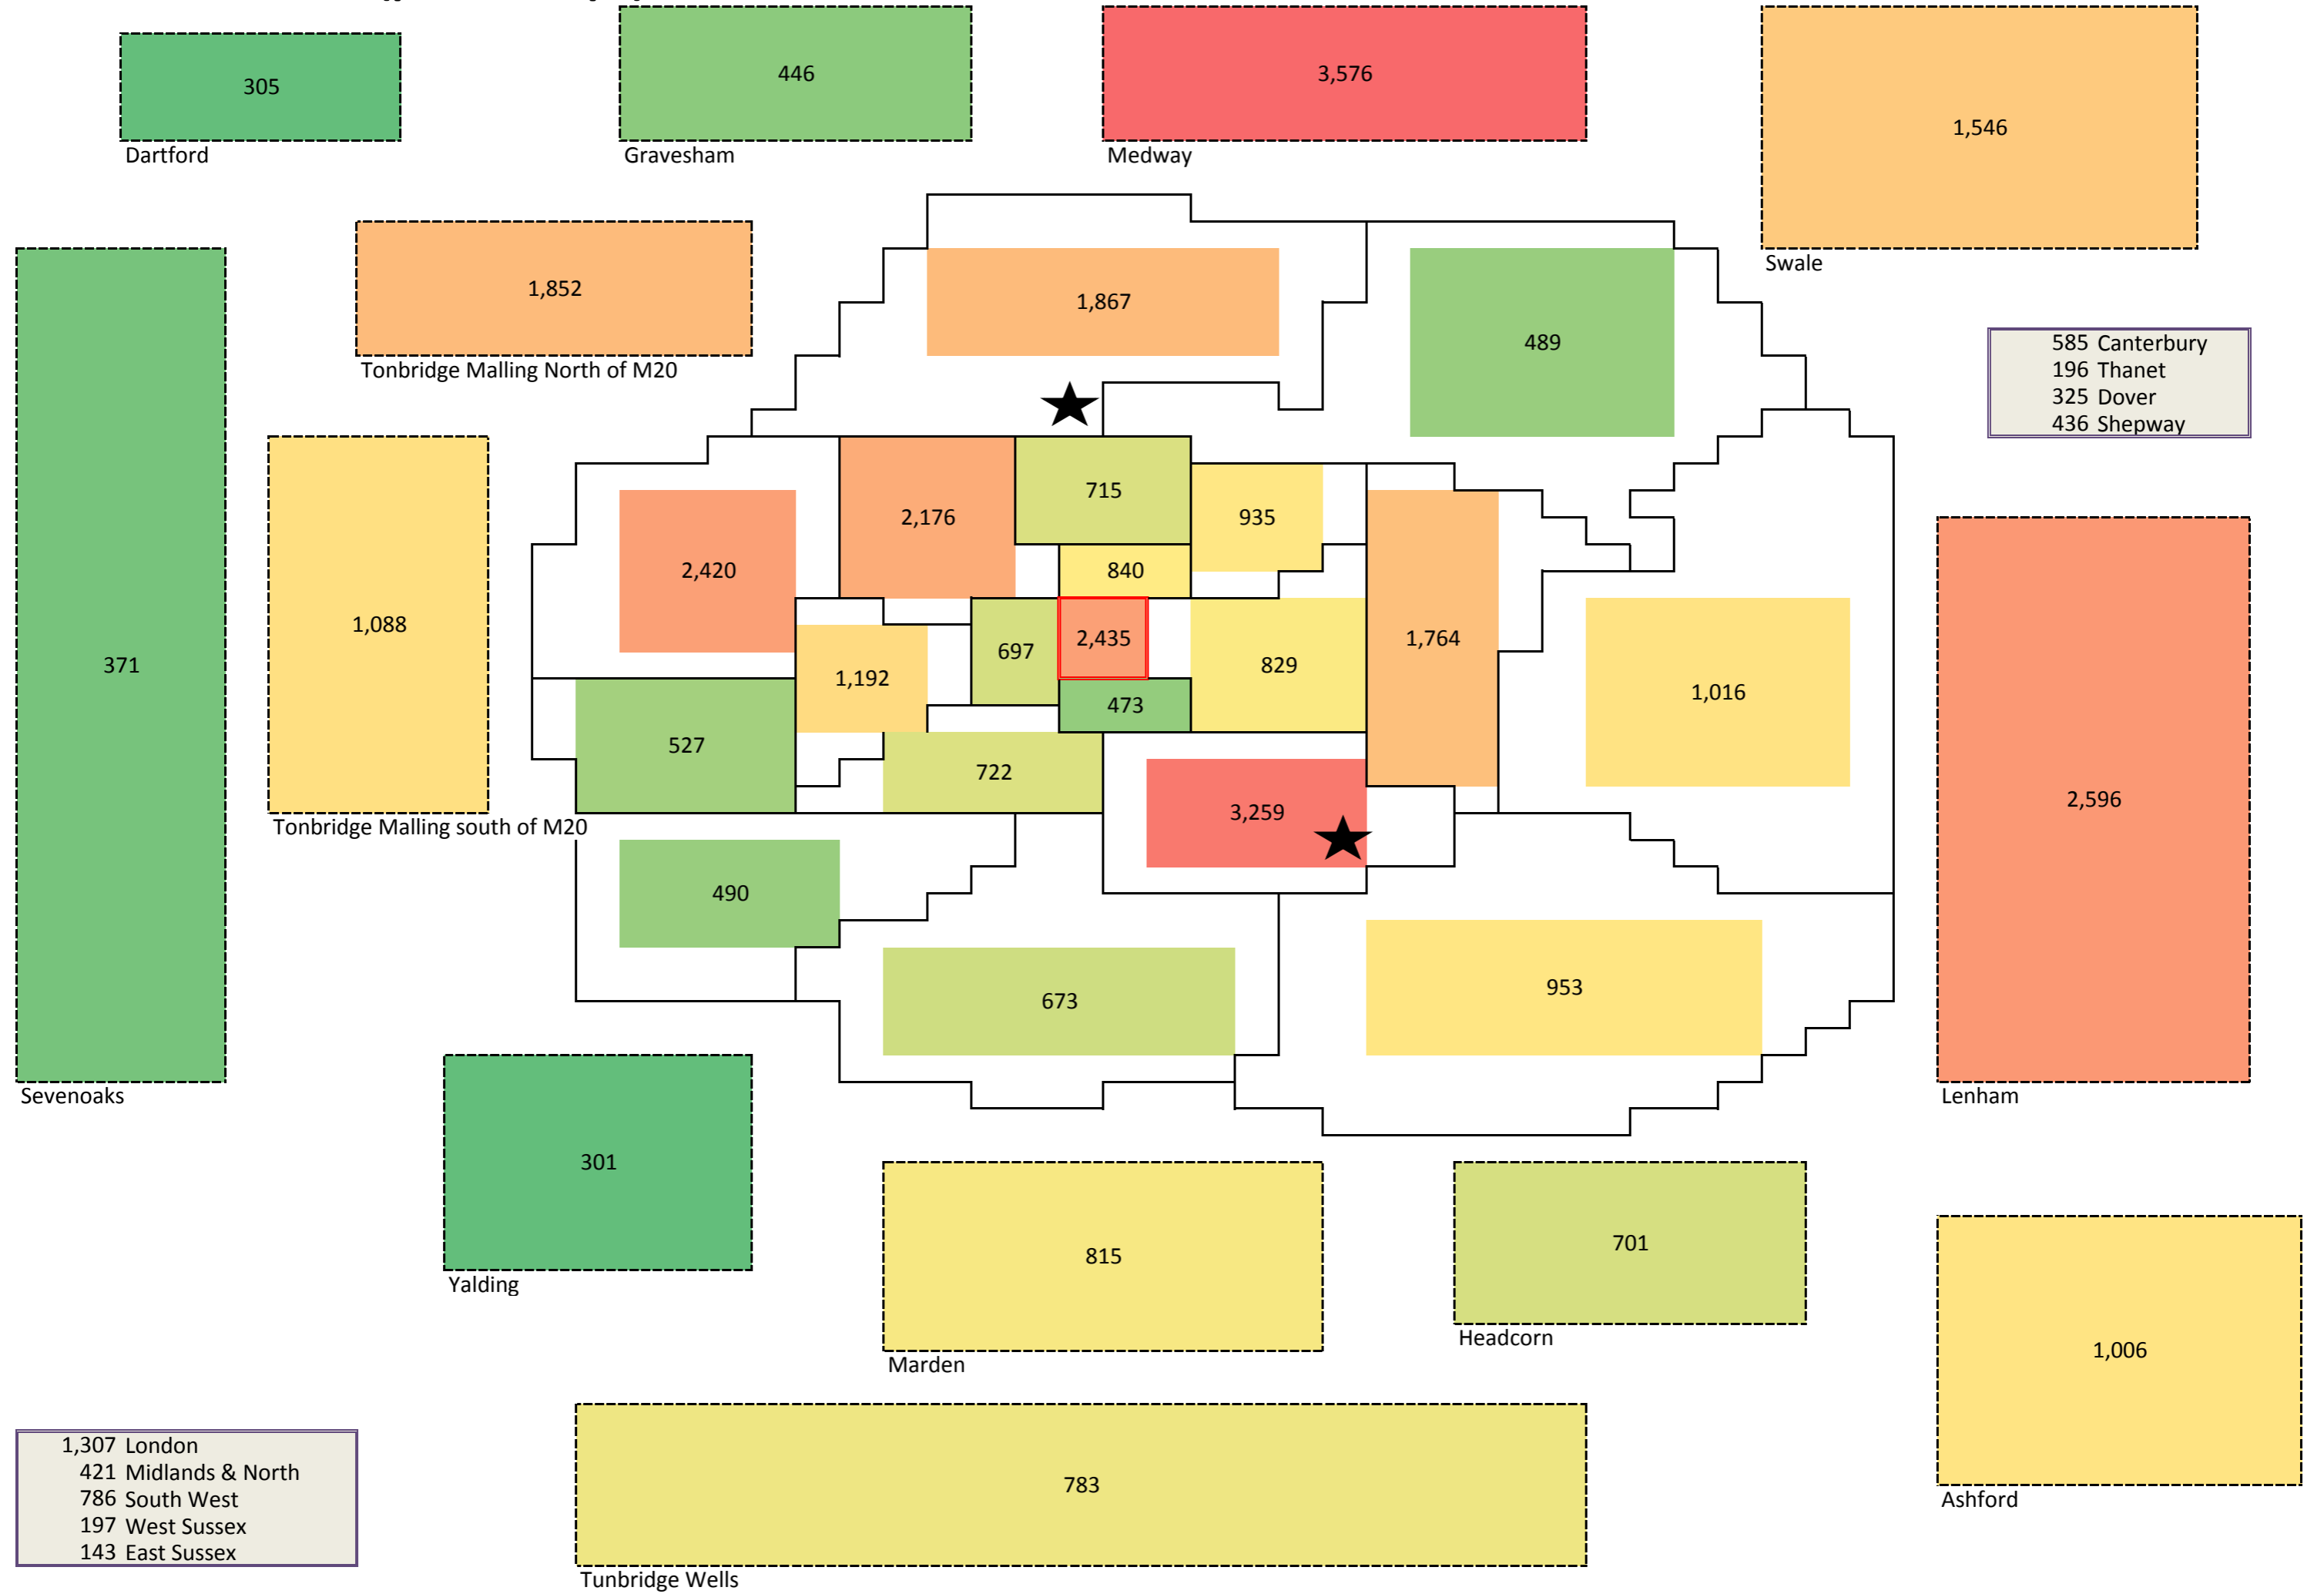 305
Dartford
446
Gravesham
3,576
Medway
1,546
Swale
1,852
Tonbridge Malling North of M20
1,867
489
585 Canterbury
196 Thanet
325 Dover
436 Shepway
371
Sevenoaks
1,088
Tonbridge Malling south of M20
2,420
2,176
715
935
840
1,192
697
2,435
829
1,764
1,016
473
527
722
3,259
2,596
Lenham
490
673
953
301
Yalding
815
Marden
701
Headcorn
1,006
Ashford
1,307 London
421 Midlands & North
786 South West
197 West Sussex
143 East Sussex
783
Tunbridge Wells